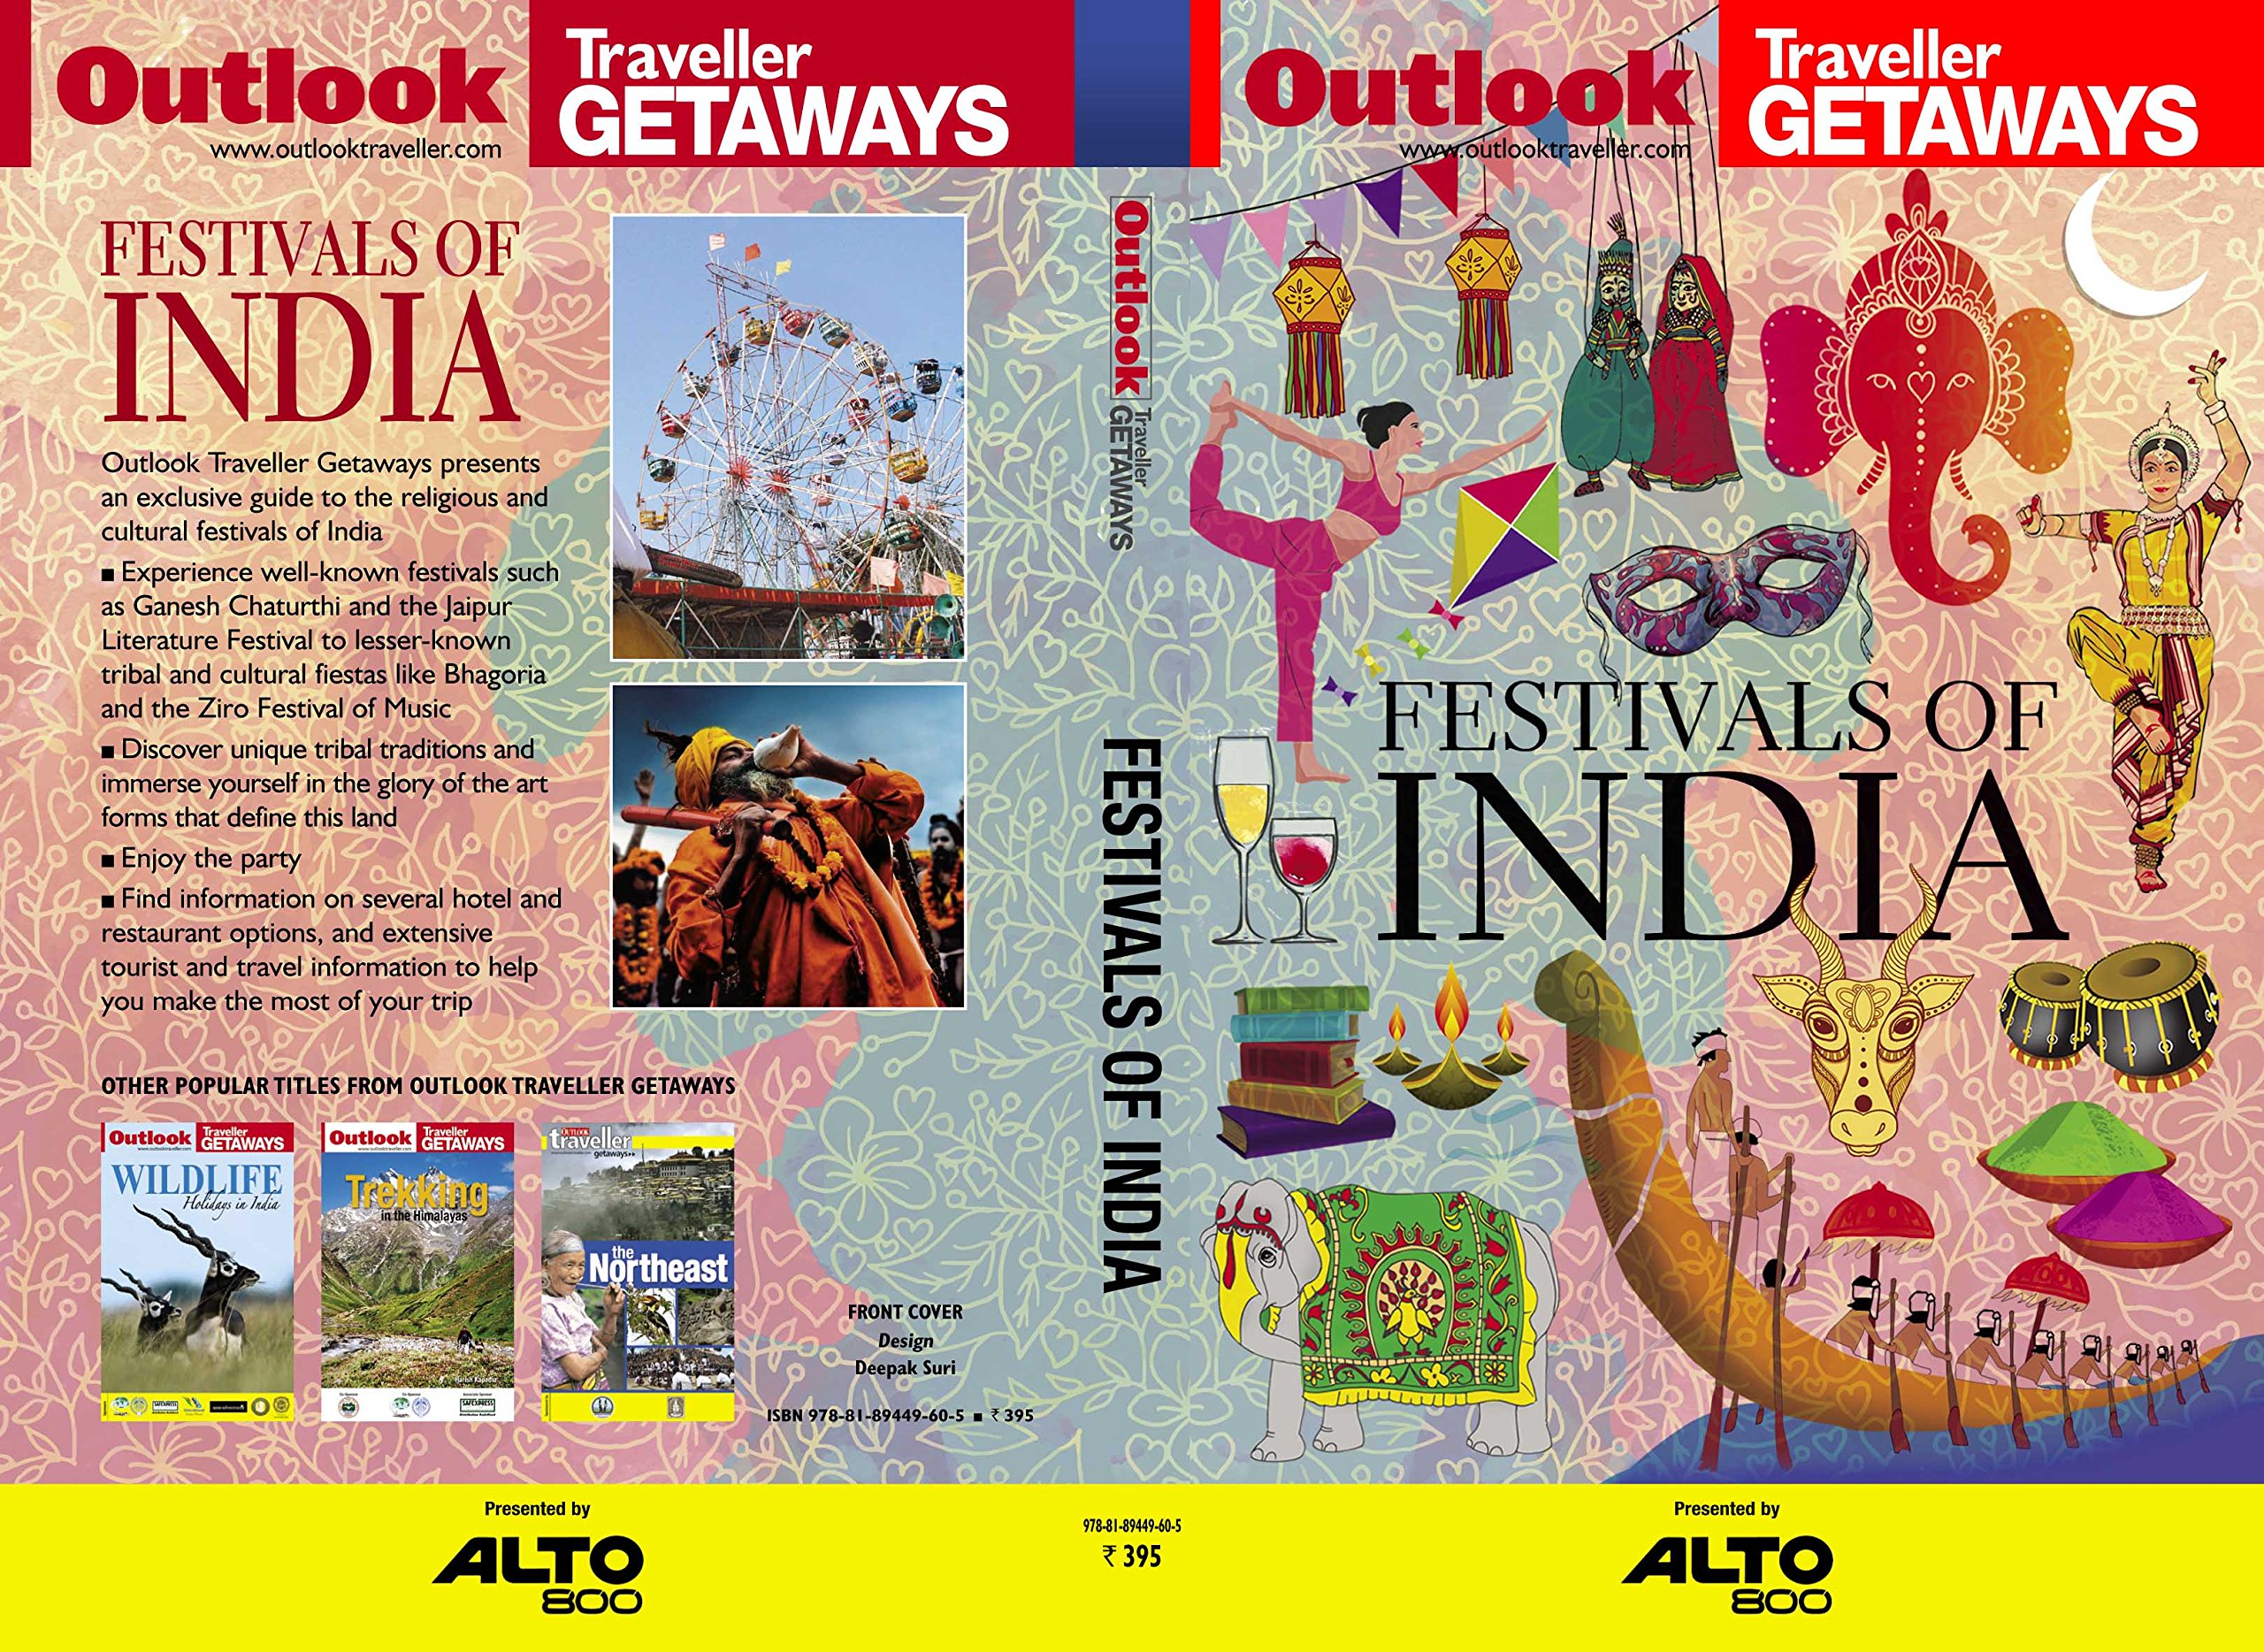 Outlook
www.outlooktraveller.com
Traveller
GETAWAYS
FESTIVALS OF
INDIA
Outlook Traveller Getaways presents
an exclusive guide to the religious and
cultural festivals of India
■ Experience well-known festivals such
as Ganesh Chaturthi and the Jaipur
Literature Festival to lesser-known
tribal and cultural fiestas like Bhagoria
and the Ziro Festival of Music
■ Discover unique tribal traditions and
immerse yourself in the glory of the art
forms that define this land
■ Enjoy the party
■ Find information on several hotel and
restaurant options, and extensive
tourist and travel information to help
you make the most of your trip
OTHER POPULAR TITLES FROM OUTLOOK TRAVELLER GETAWAYS
Outlook
Traveller
GETAWAYS
www.outlooktraveller.com
WILDLIFE
Holidays in India
Outlook
Traveller
GETAWAYS
www.outlooktraveller.com
Trekking
in the Himalayas
Harish Kapadia
OUTLOOK
traveller
getaways
the
Northeast
FRONT COVER
Design
Deepak Suri
ISBN 978-81-89449-60-5 ■ ₹ 395
Presented by
ALTO
800
Outlook
Traveller
GETAWAYS
FESTIVALS OF INDIA
978-81-89449-60-5
₹ 395
Outlook
www.outlooktraveller.com
Traveller
GETAWAYS
FESTIVALS OF
INDIA
Presented by
ALTO
800